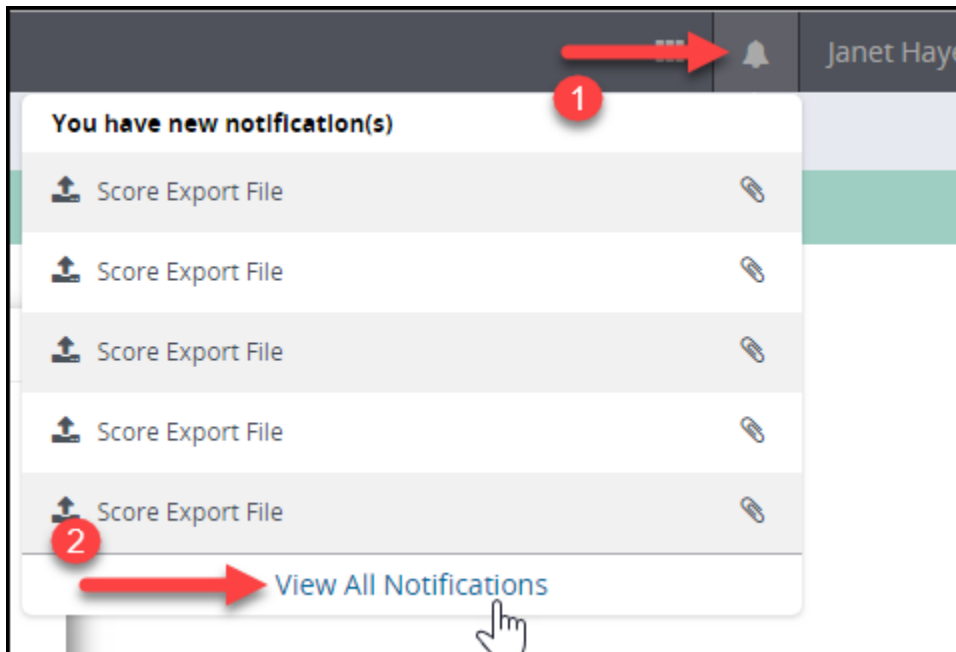 1
Janet Haye
You have new notification(s)
Score Export File
Score Export File
Score Export File
Score Export File
Score Export File
2
View All Notifications